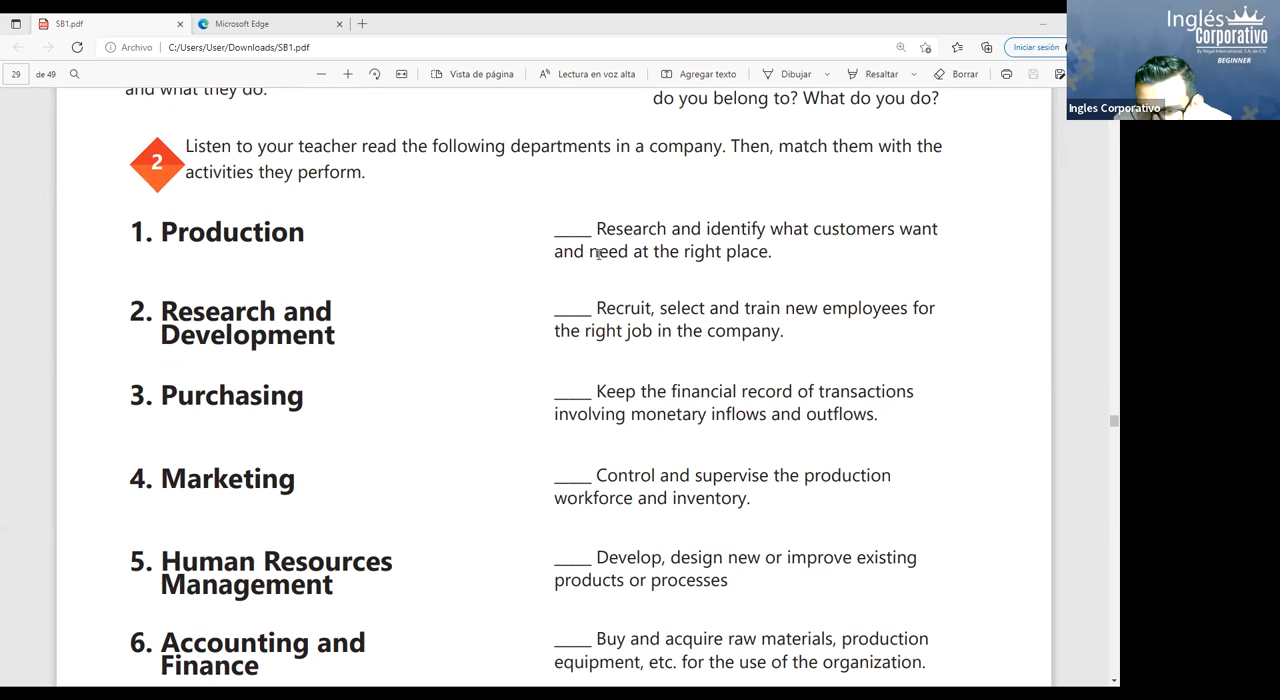 SB1.pdf
Microsoft Edge
Archivo C:/Users/User/Downloads/SB1.pdf
Iniciar sesión
29 de 49
Vista de página
Lectura en voz alta
Agregar texto
Dibujar
Resaltar
Borrar
Inglés
Corporativo
By Regal International, S.A. de C.V.
BEGINNER
Ingles Corporativo
and what they do.
do you belong to? What do you do?
2
Listen to your teacher read the following departments in a company. Then, match them with the
activities they perform.
1. Production
_____ Research and identify what customers want
and need at the right place.
2. Research and
Development
_____ Recruit, select and train new employees for
the right job in the company.
3. Purchasing
_____ Keep the financial record of transactions
involving monetary inflows and outflows.
4. Marketing
_____ Control and supervise the production
workforce and inventory.
5. Human Resources
Management
_____ Develop, design new or improve existing
products or processes
6. Accounting and
Finance
_____ Buy and acquire raw materials, production
equipment, etc. for the use of the organization.